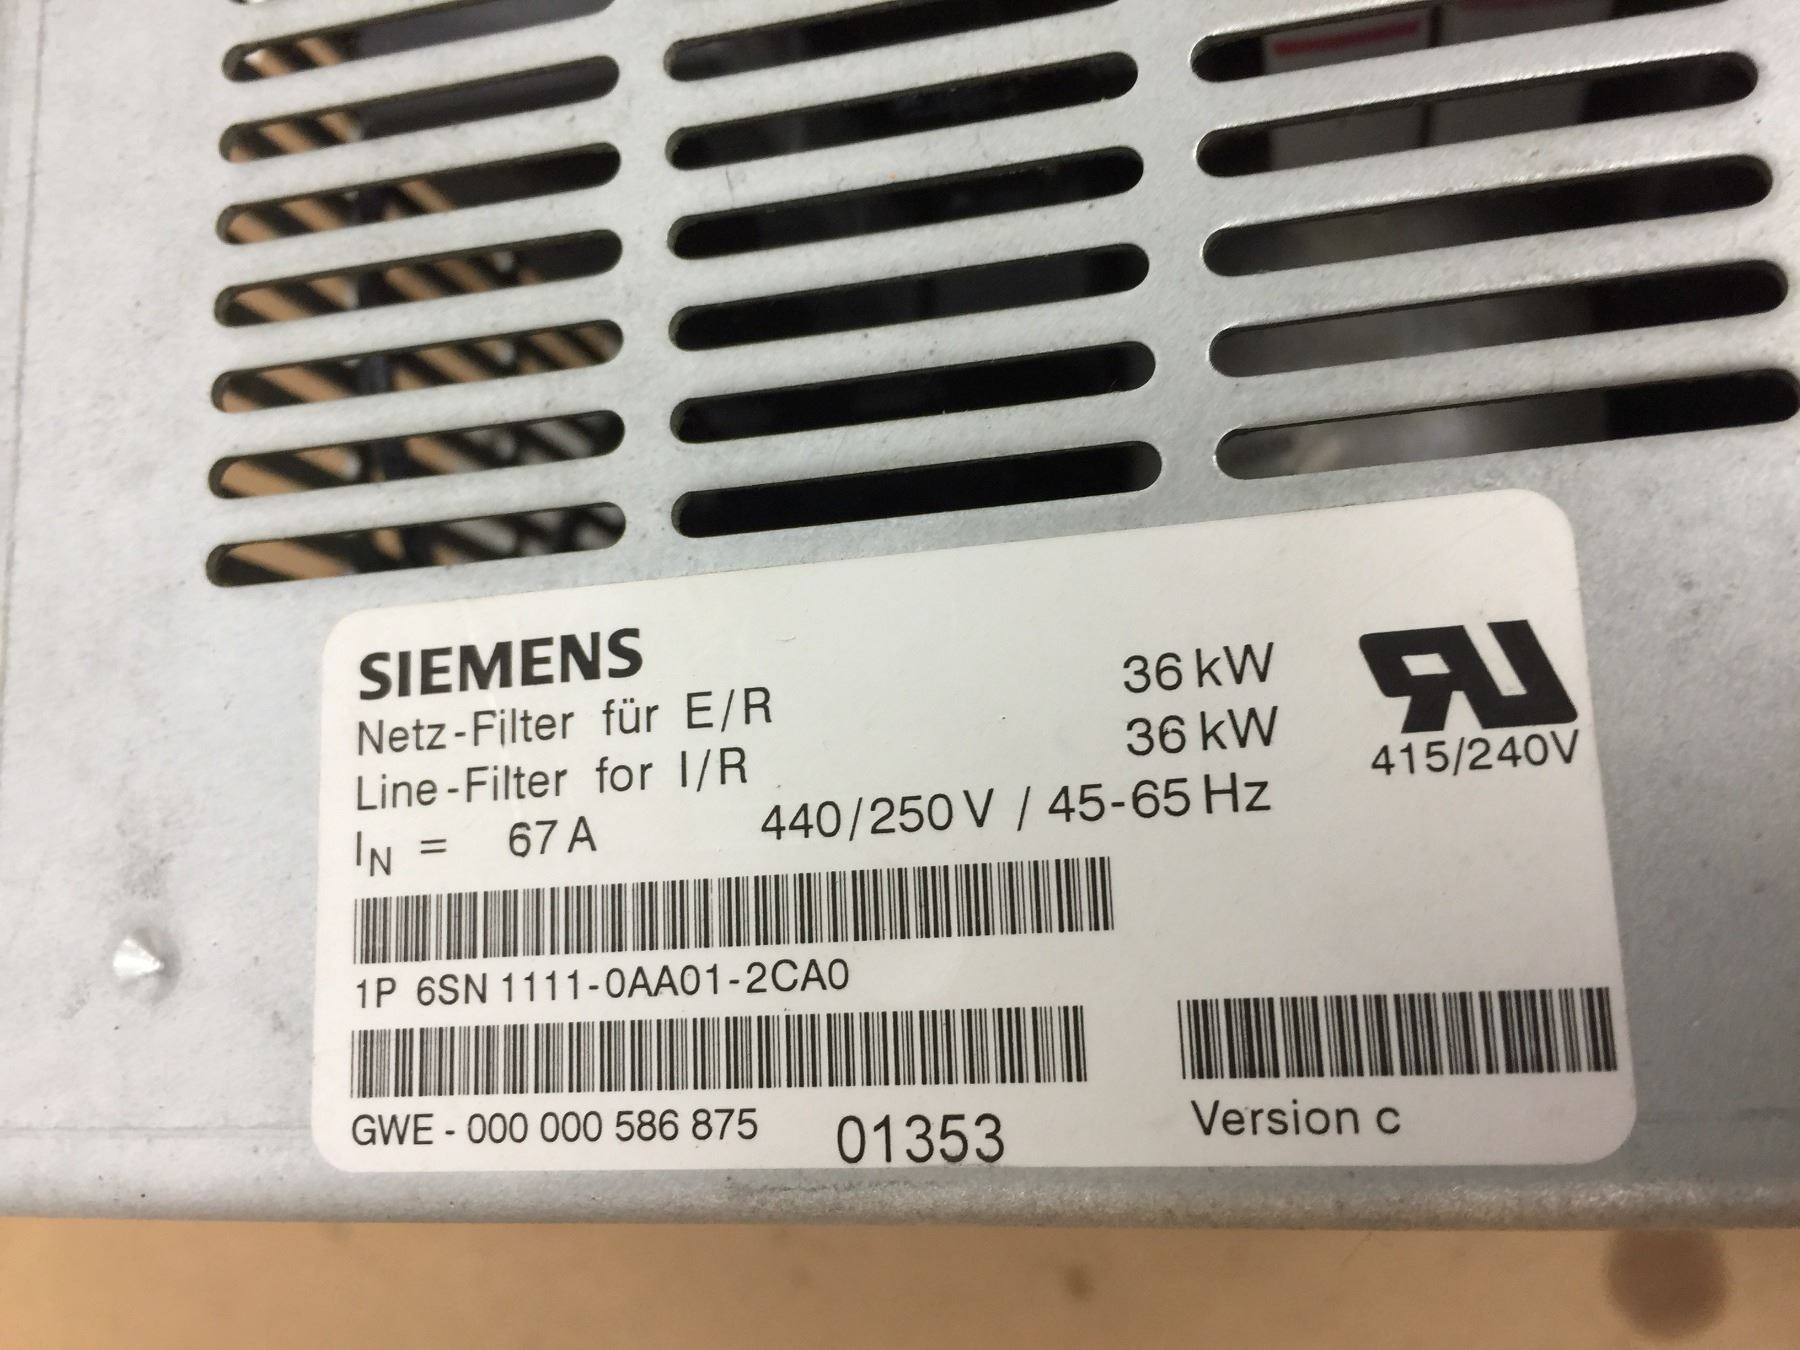 SIEMENS
Netz-Filter für E/R 36 kW
Line-Filter for I/R 36 kW
IN = 67 A 440/250 V / 45-65 Hz
415/240V
1P 6SN 1111-0AA01-2CA0
GWE - 000 000 586 875 01353 Version c